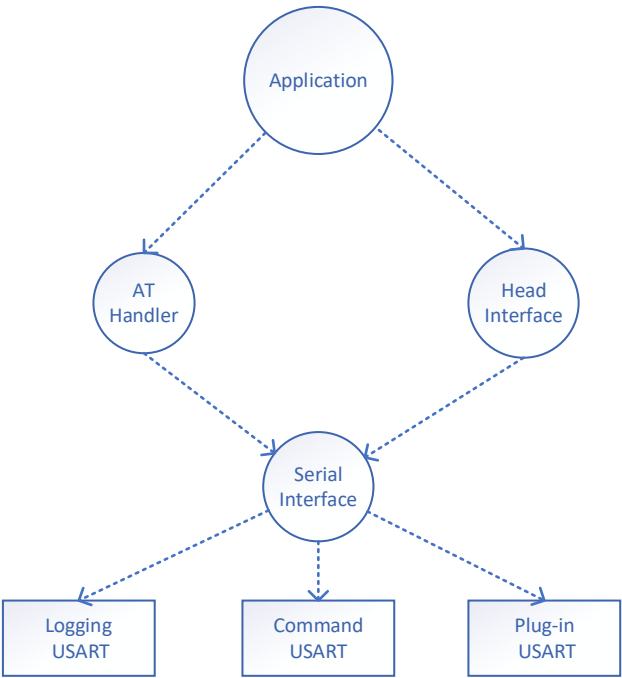 Application
AT
Handler
Head
Interface
Serial
Interface
Logging
USART
Command
USART
Plug-in
USART